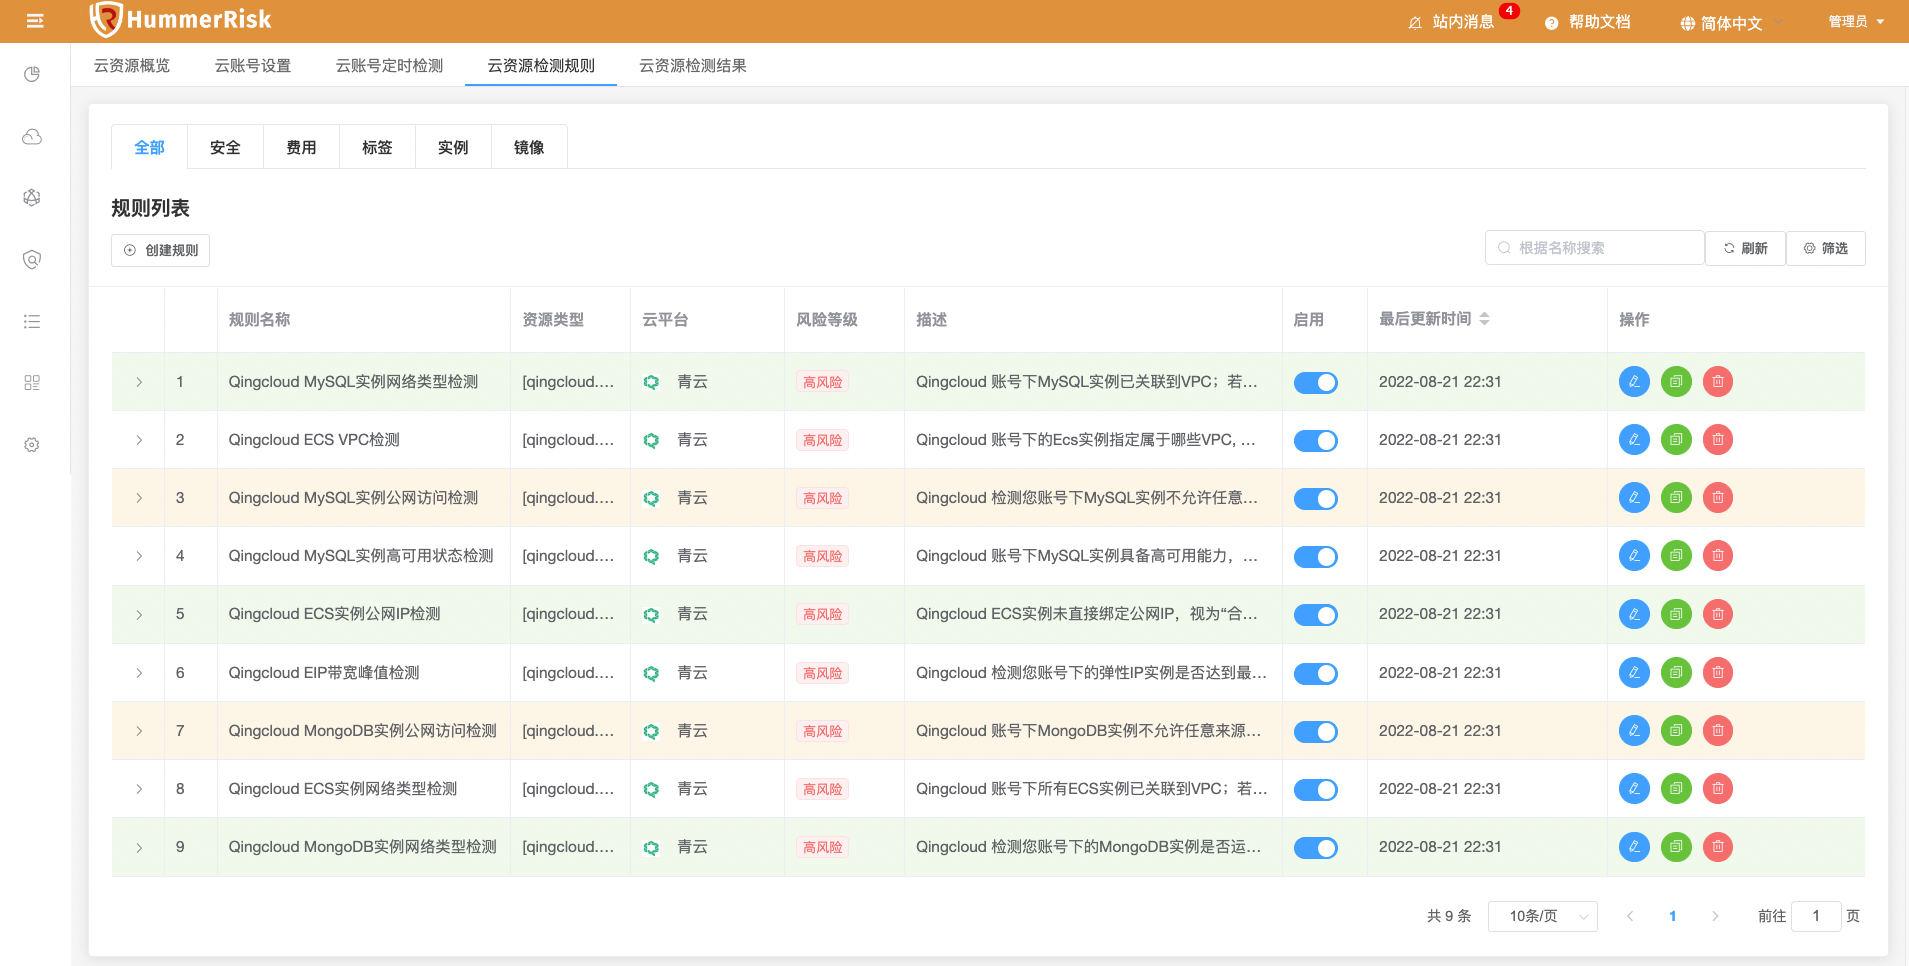 HummerRisk
站内消息 4 帮助文档 简体中文 管理员
云资源概览 云账号设置 云账号定时检测 云资源检测规则 云资源检测结果
全部 安全 费用 标签 实例 镜像
规则列表
创建规则 根据名称搜索 刷新 筛选
规则名称 资源类型 云平台 风险等级 描述 启用 最后更新时间 操作
1 Qingcloud MySQL实例网络类型检测 [qingcloud.... 青云 高风险 Qingcloud 账号下MySQL实例已关联到VPC；若... 2022-08-21 22:31
2 Qingcloud ECS VPC检测 [qingcloud.... 青云 高风险 Qingcloud 账号下的Ecs实例指定属于哪些VPC, ... 2022-08-21 22:31
3 Qingcloud MySQL实例公网访问检测 [qingcloud.... 青云 高风险 Qingcloud 检测您账号下MySQL实例不允许任意... 2022-08-21 22:31
4 Qingcloud MySQL实例高可用状态检测 [qingcloud.... 青云 高风险 Qingcloud 账号下MySQL实例具备高可用能力，... 2022-08-21 22:31
5 Qingcloud ECS实例公网IP检测 [qingcloud.... 青云 高风险 Qingcloud ECS实例未直接绑定公网IP，视为“合... 2022-08-21 22:31
6 Qingcloud EIP带宽峰值检测 [qingcloud.... 青云 高风险 Qingcloud 检测您账号下的弹性IP实例是否达到最... 2022-08-21 22:31
7 Qingcloud MongoDB实例公网访问检测 [qingcloud.... 青云 高风险 Qingcloud 账号下MongoDB实例不允许任意来源... 2022-08-21 22:31
8 Qingcloud ECS实例网络类型检测 [qingcloud.... 青云 高风险 Qingcloud 账号下所有ECS实例已关联到VPC；若... 2022-08-21 22:31
9 Qingcloud MongoDB实例网络类型检测 [qingcloud.... 青云 高风险 Qingcloud 检测您账号下的MongoDB实例是否运... 2022-08-21 22:31
共 9 条 10条/页 1 前往 1 页